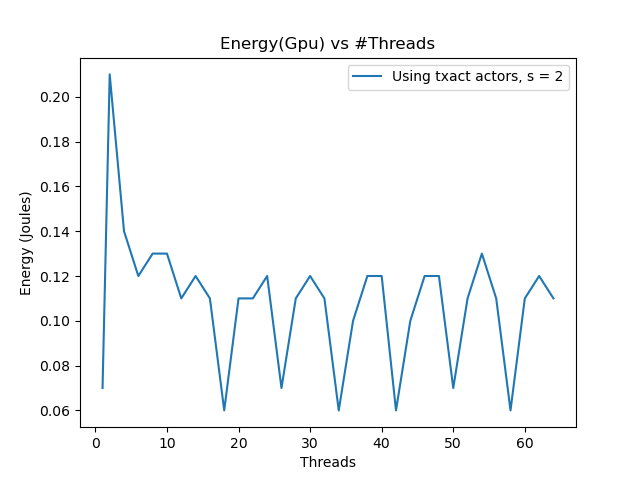 Energy(Gpu) vs #Threads
Using txact actors, s = 2
Energy (Joules)
0.20
0.18
0.16
0.14
0.12
0.10
0.08
0.06
0 10 20 30 40 50 60
Threads